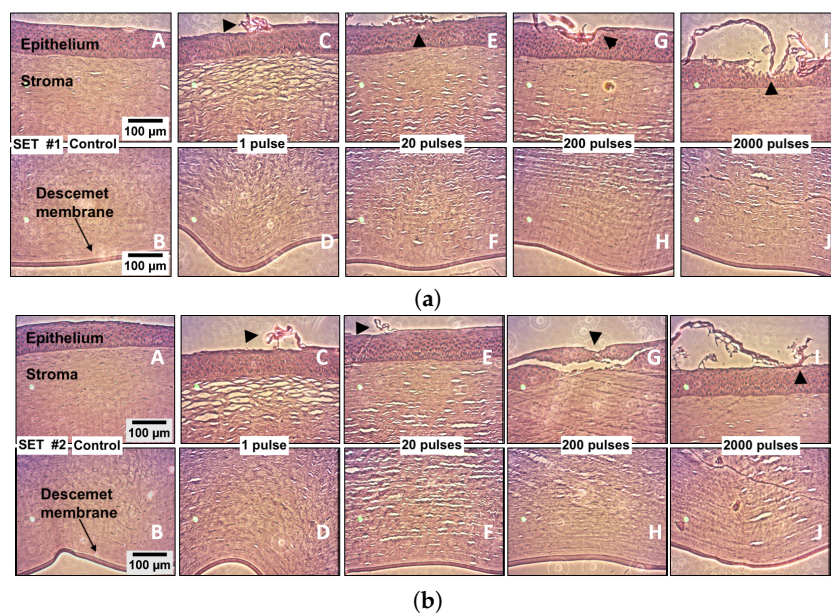 A C E G I
Epithelium
Stroma
100 µm
SET #1 Control 1 pulse 20 pulses 200 pulses 2000 pulses
Descemet
membrane
B D F H J
100 µm
(a)
A C E G I
Epithelium
Stroma
100 µm
SET #2 Control 1 pulse 20 pulses 200 pulses 2000 pulses
Descemet
membrane
B D F H J
100 µm
(b)